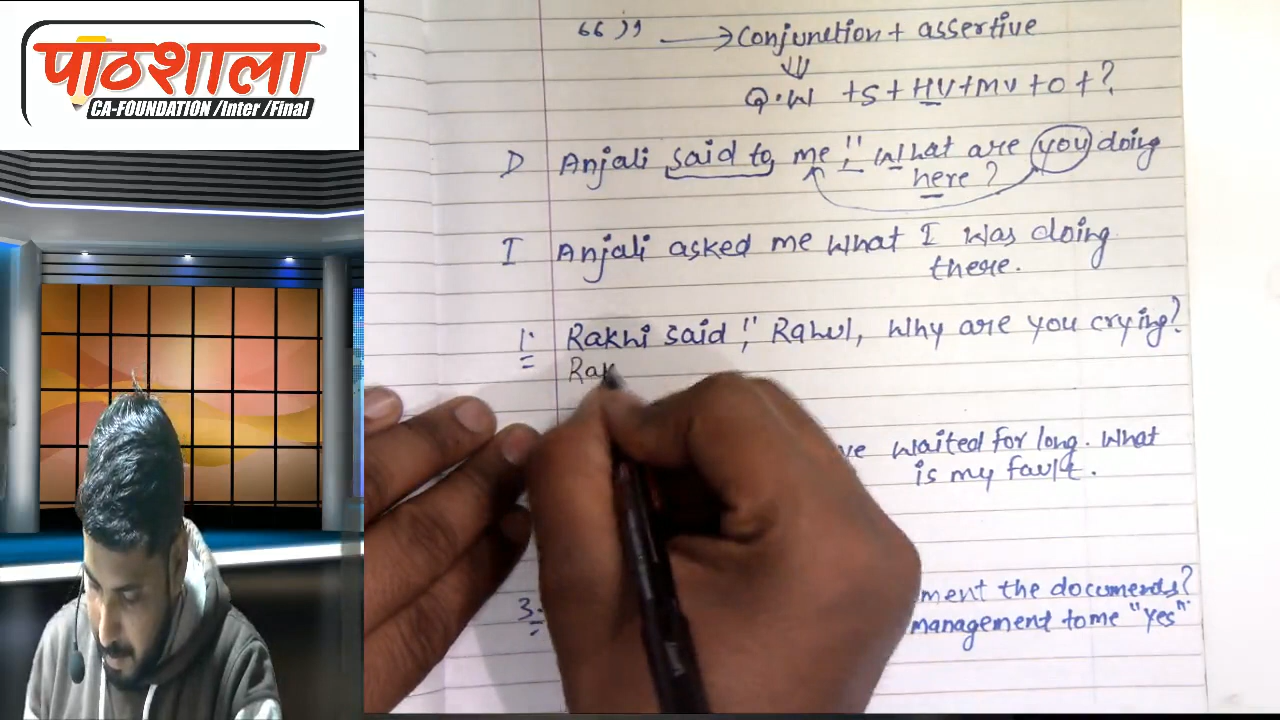 पाठशाला
CA-FOUNDATION /Inter /Final
“ ” → Conjunction + assertive
Q.W + S + HV + MV + O + ?
D Anjali said to me ," What are you doing
here ?
I Anjali asked me what I was doing
there.
1. Rakhi said ," Rahul, Why are you crying?
Rak
ve waited for long. What
is my fault.
3.
ment the documends?
management to me "yes".